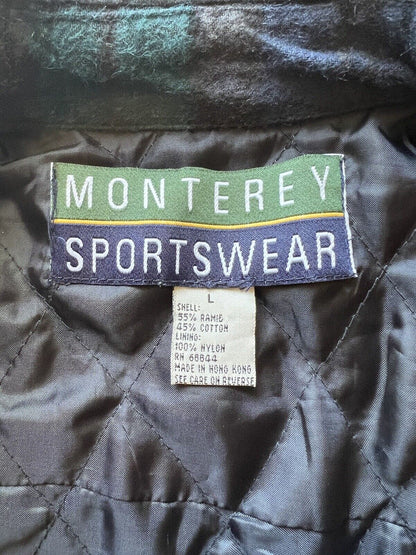 MONTEREY
SPORTSWEAR
L
SHELL:
55% RAMIE
45% COTTON
LINING:
100% NYLON
RN 68844
MADE IN HONG KONG
SEE CARE ON REVERSE